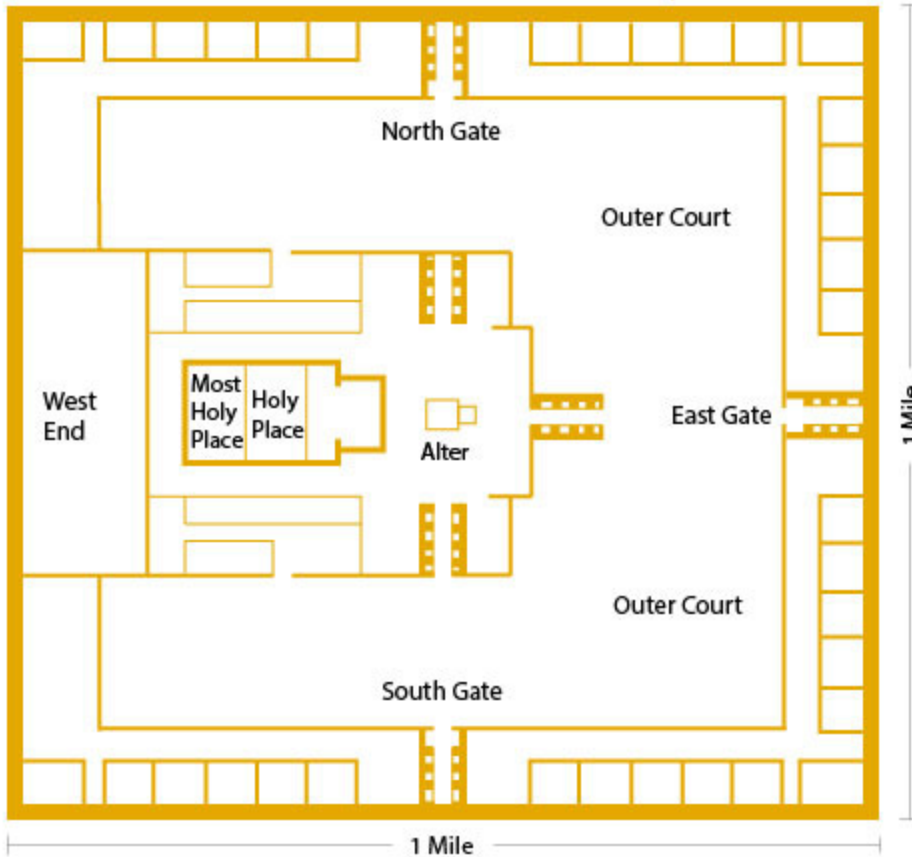 North Gate
Outer Court
West
End
Most
Holy
Place
Holy
Place
Alter
East Gate
1 Mile
Outer Court
South Gate
1 Mile